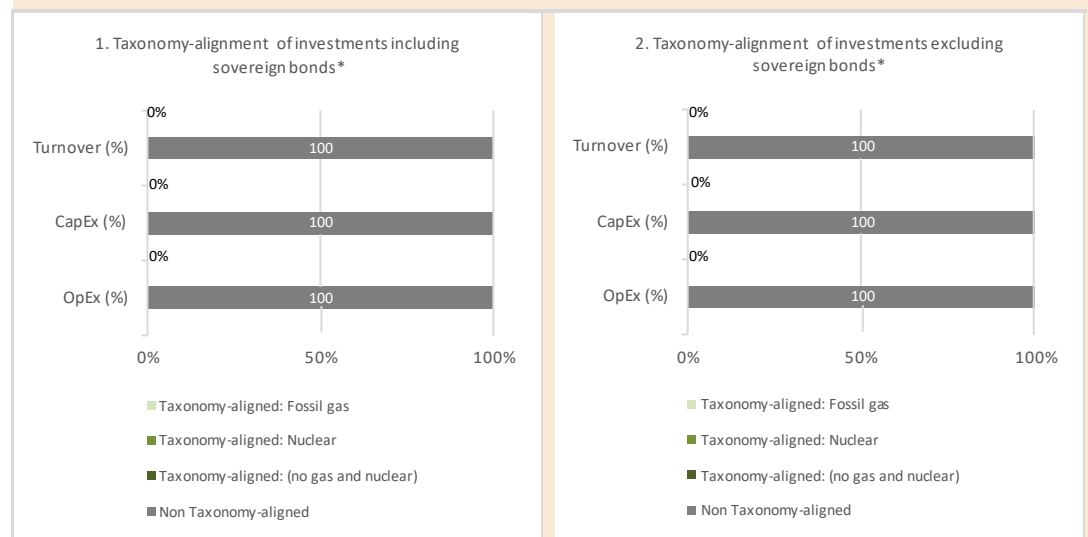 1. Taxonomy-alignment of investments including
sovereign bonds*
0%
Turnover (%)
100
0%
CapEx (%)
100
0%
OpEx (%)
100
0%
50%
100%
Taxonomy-aligned: Fossil gas
Taxonomy-aligned: Nuclear
Taxonomy-aligned: (no gas and nuclear)
Non Taxonomy-aligned
2. Taxonomy-alignment of investments excluding
sovereign bonds*
0%
Turnover (%)
100
0%
CapEx (%)
100
0%
OpEx (%)
100
0%
50%
100%
Taxonomy-aligned: Fossil gas
Taxonomy-aligned: Nuclear
Taxonomy-aligned: (no gas and nuclear)
Non Taxonomy-aligned